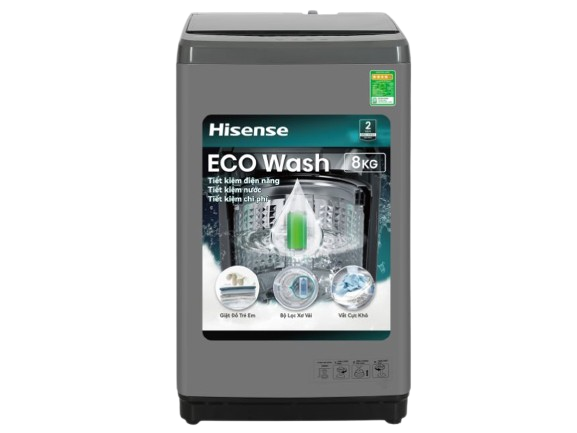 Hisense
2
ECO Wash
8KG
Tiết kiệm điện năng
Tiết kiệm nước
Tiết kiệm chi phí
Giặt Đồ Trẻ Em
Bộ Lọc Xơ Vải
Vắt Cực Khô